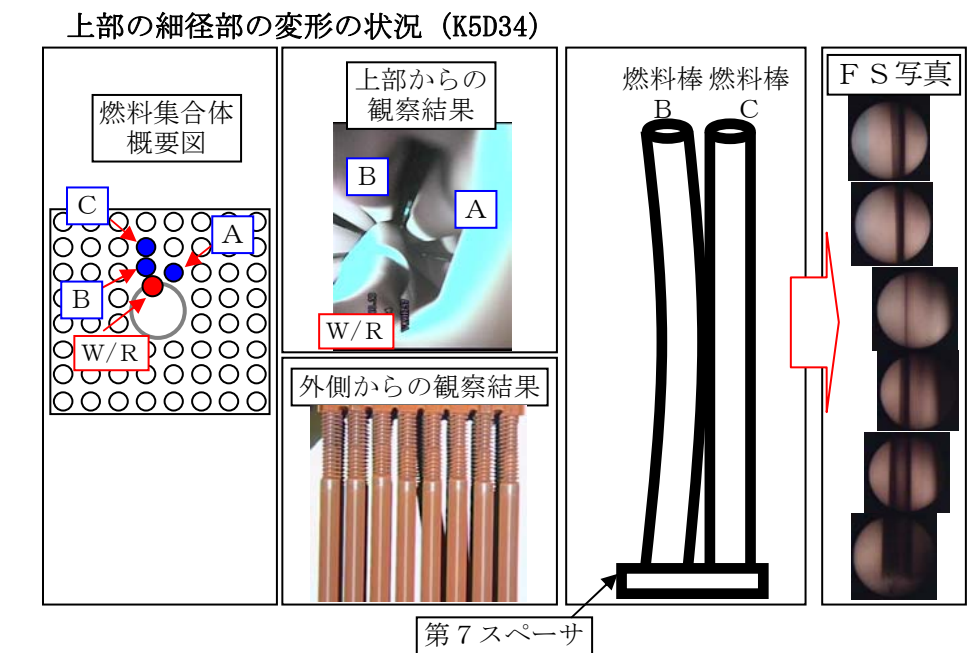 上部の細径部の変形の状況 (K5D34)
燃料集合体
概要図
C
A
B
W/R
上部からの
観察結果
B
A
W/R
外側からの観察結果
燃料棒 燃料棒
B C
第7スペーサ
FS写真